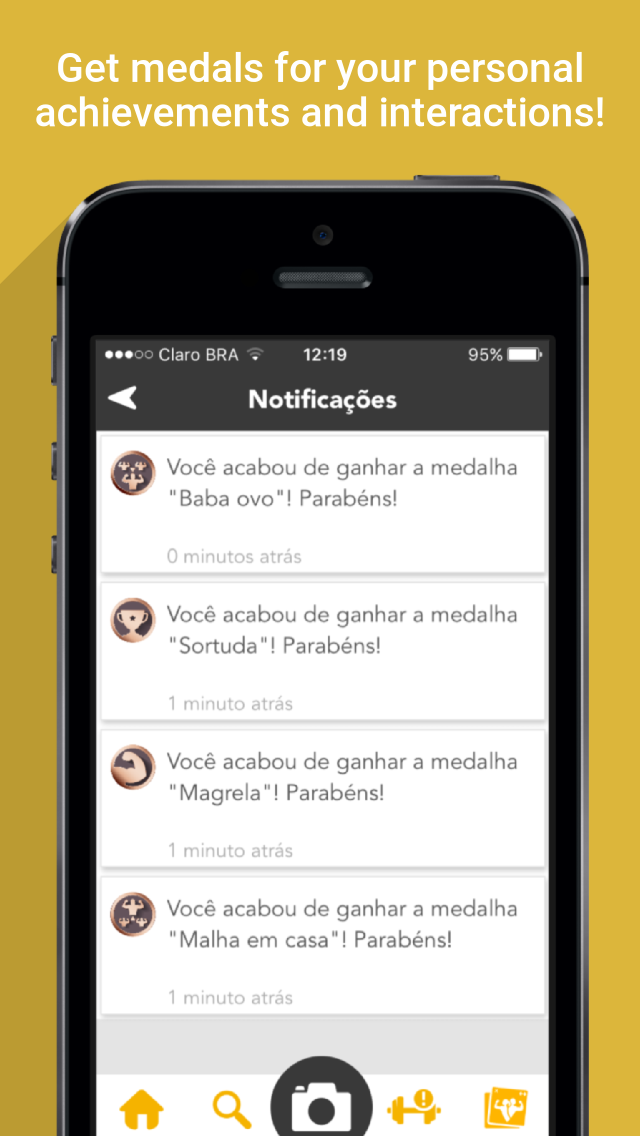 Get medals for your personal
achievements and interactions!
Claro BRA 12:19 95%
Notificações
Você acabou de ganhar a medalha
"Baba ovo"! Parabéns!
0 minutos atrás
Você acabou de ganhar a medalha
"Sortuda"! Parabéns!
1 minuto atrás
Você acabou de ganhar a medalha
"Magrela"! Parabéns!
1 minuto atrás
Você acabou de ganhar a medalha
"Malha em casa"! Parabéns!
1 minuto atrás